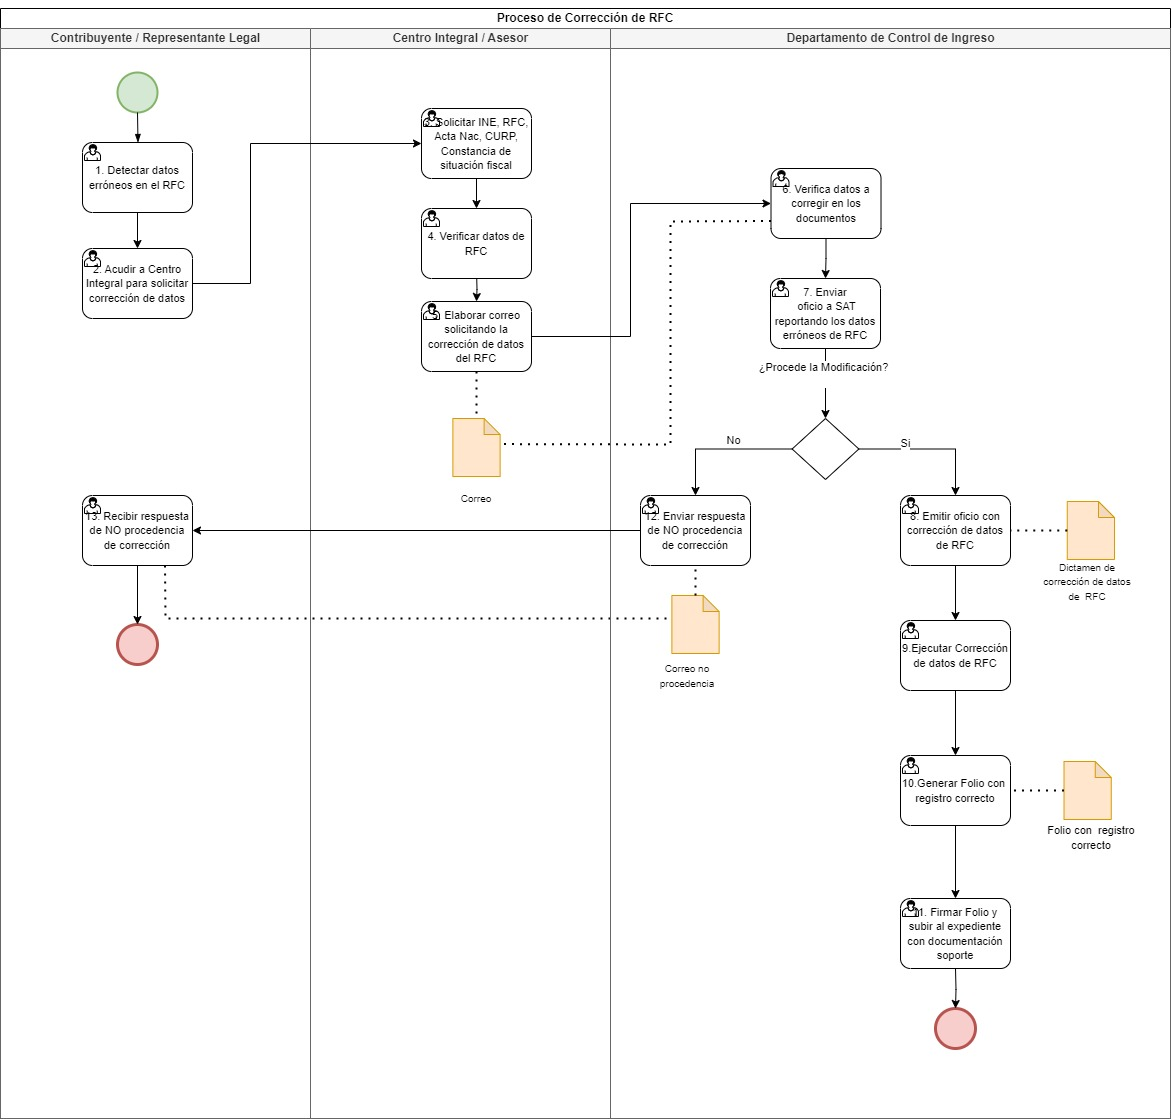 Proceso de Corrección de RFC
Contribuyente / Representante Legal
Centro Integral / Asesor
Departamento de Control de Ingreso
1. Detectar datos
erróneos en el RFC
2. Acudir a Centro
Integral para solicitar
corrección de datos
3. Solicitar INE, RFC,
Acta Nac, CURP,
Constancia de
situación fiscal
4. Verificar datos de
RFC
5. Elaborar correo
solicitando la
corrección de datos
del RFC
Correo
6. Verifica datos a
corregir en los
documentos
7. Enviar
oficio a SAT
reportando los datos
erróneos de RFC
¿Procede la Modificación?
No
Si
8. Emitir oficio con
corrección de datos
de RFC
Dictamen de
corrección de datos
de RFC
9.Ejecutar Corrección
de datos de RFC
10.Generar Folio con
registro correcto
Folio con registro
correcto
11. Firmar Folio y
subir al expediente
con documentación
soporte
12. Enviar respuesta
de NO procedencia
de corrección
Correo no
procedencia
13. Recibir respuesta
de NO procedencia
de corrección